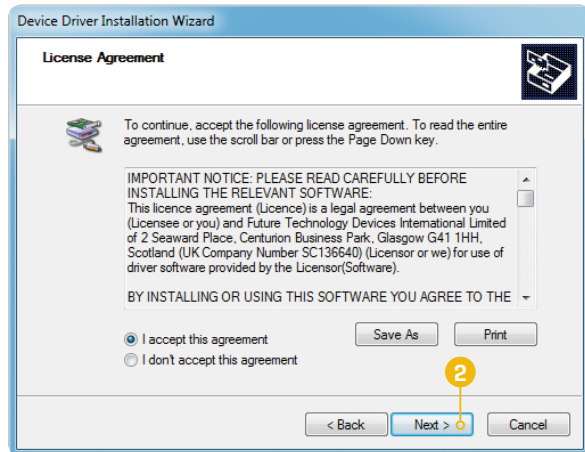 Device Driver Installation Wizard
License Agreement
To continue, accept the following license agreement. To read the entire
agreement, use the scroll bar or press the Page Down key.
IMPORTANT NOTICE: PLEASE READ CAREFULLY BEFORE
INSTALLING THE RELEVANT SOFTWARE:
This licence agreement (Licence) is a legal agreement between you
(Licensee or you) and Future Technology Devices International Limited
of 2 Seaward Place, Centurion Business Park, Glasgow G41 1HH,
Scotland (UK Company Number SC136640) (Licensor or we) for use of
driver software provided by the Licensor(Software).
BY INSTALLING OR USING THIS SOFTWARE YOU AGREE TO THE
I accept this agreement
Save As
Print
I don't accept this agreement
2
< Back
Next >
Cancel